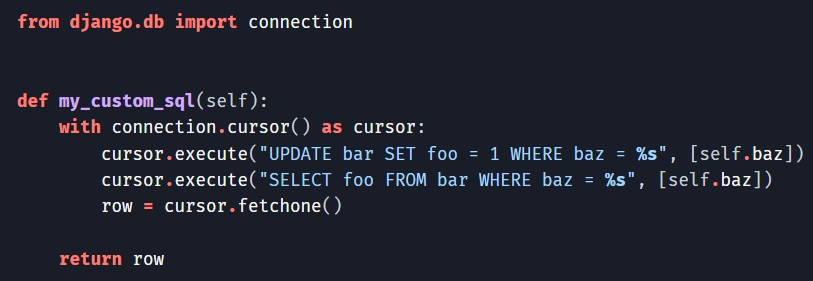 from django.db import connection


def my_custom_sql(self):
    with connection.cursor() as cursor:
        cursor.execute("UPDATE bar SET foo = 1 WHERE baz = %s", [self.baz])
        cursor.execute("SELECT foo FROM bar WHERE baz = %s", [self.baz])
        row = cursor.fetchone()

    return row